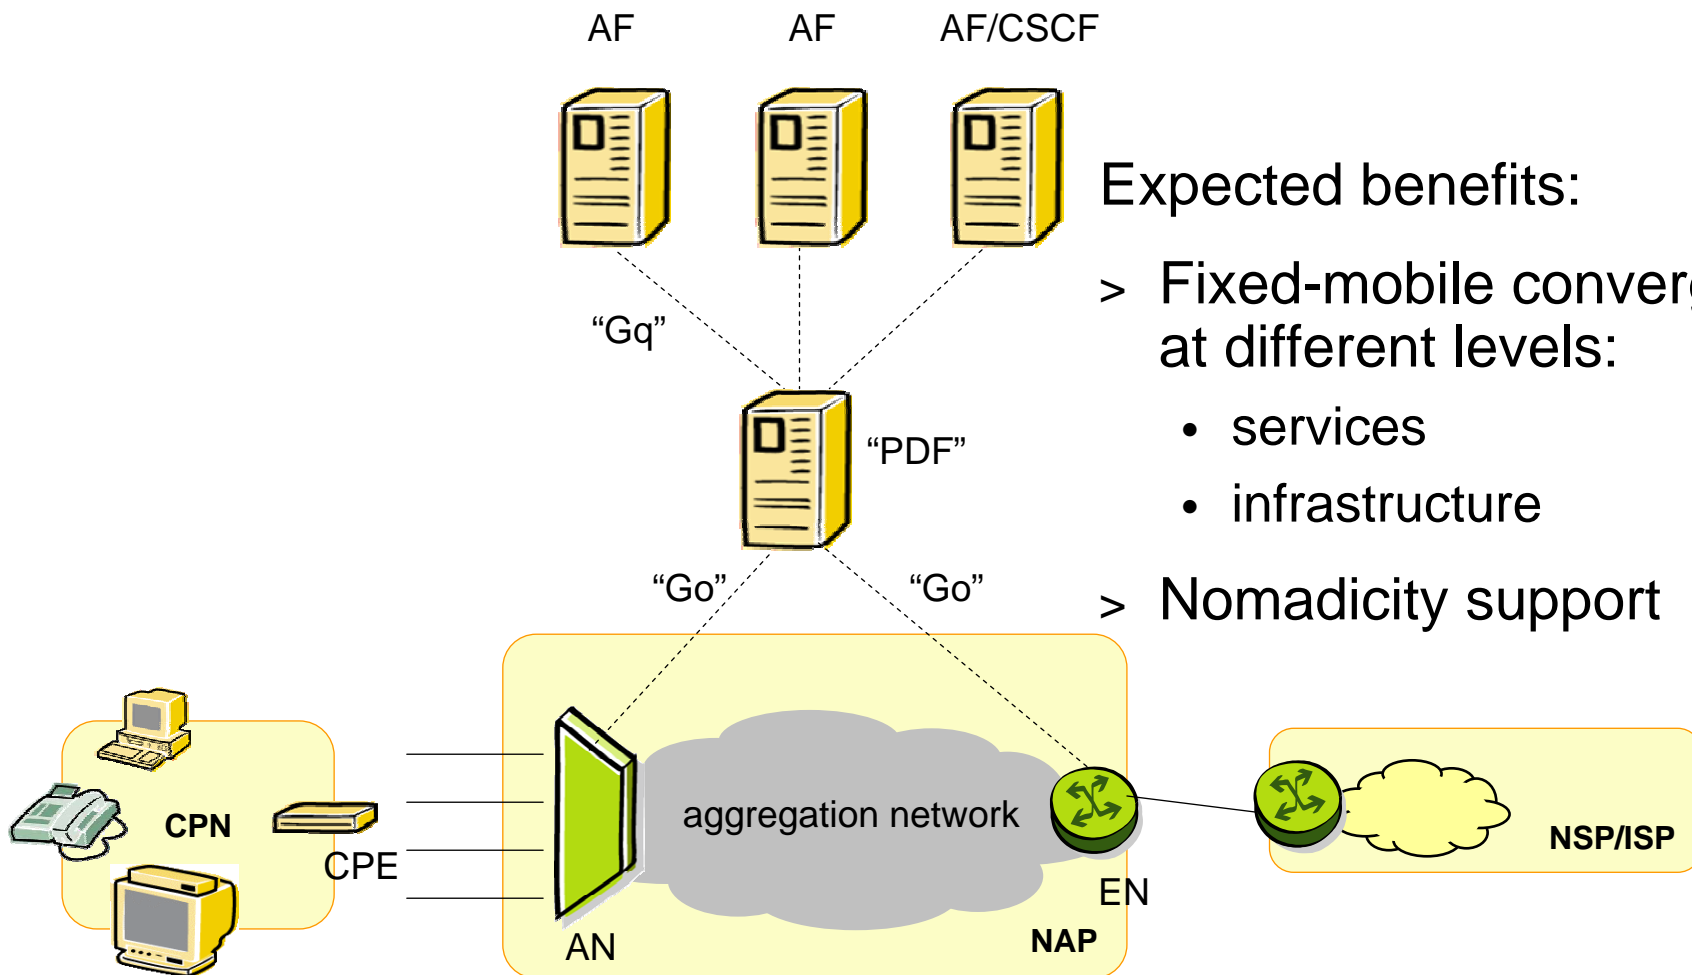 AF
AF
AF/CSCF
Expected benefits:
> Fixed-mobile
at different levels:
“Gq”
• services
“PDF”
• infrastructure
“Go”
“Go”
> Nomadicity support
aggregation network
CPN
CPE
NSP/ISP
EN
AN
NAP